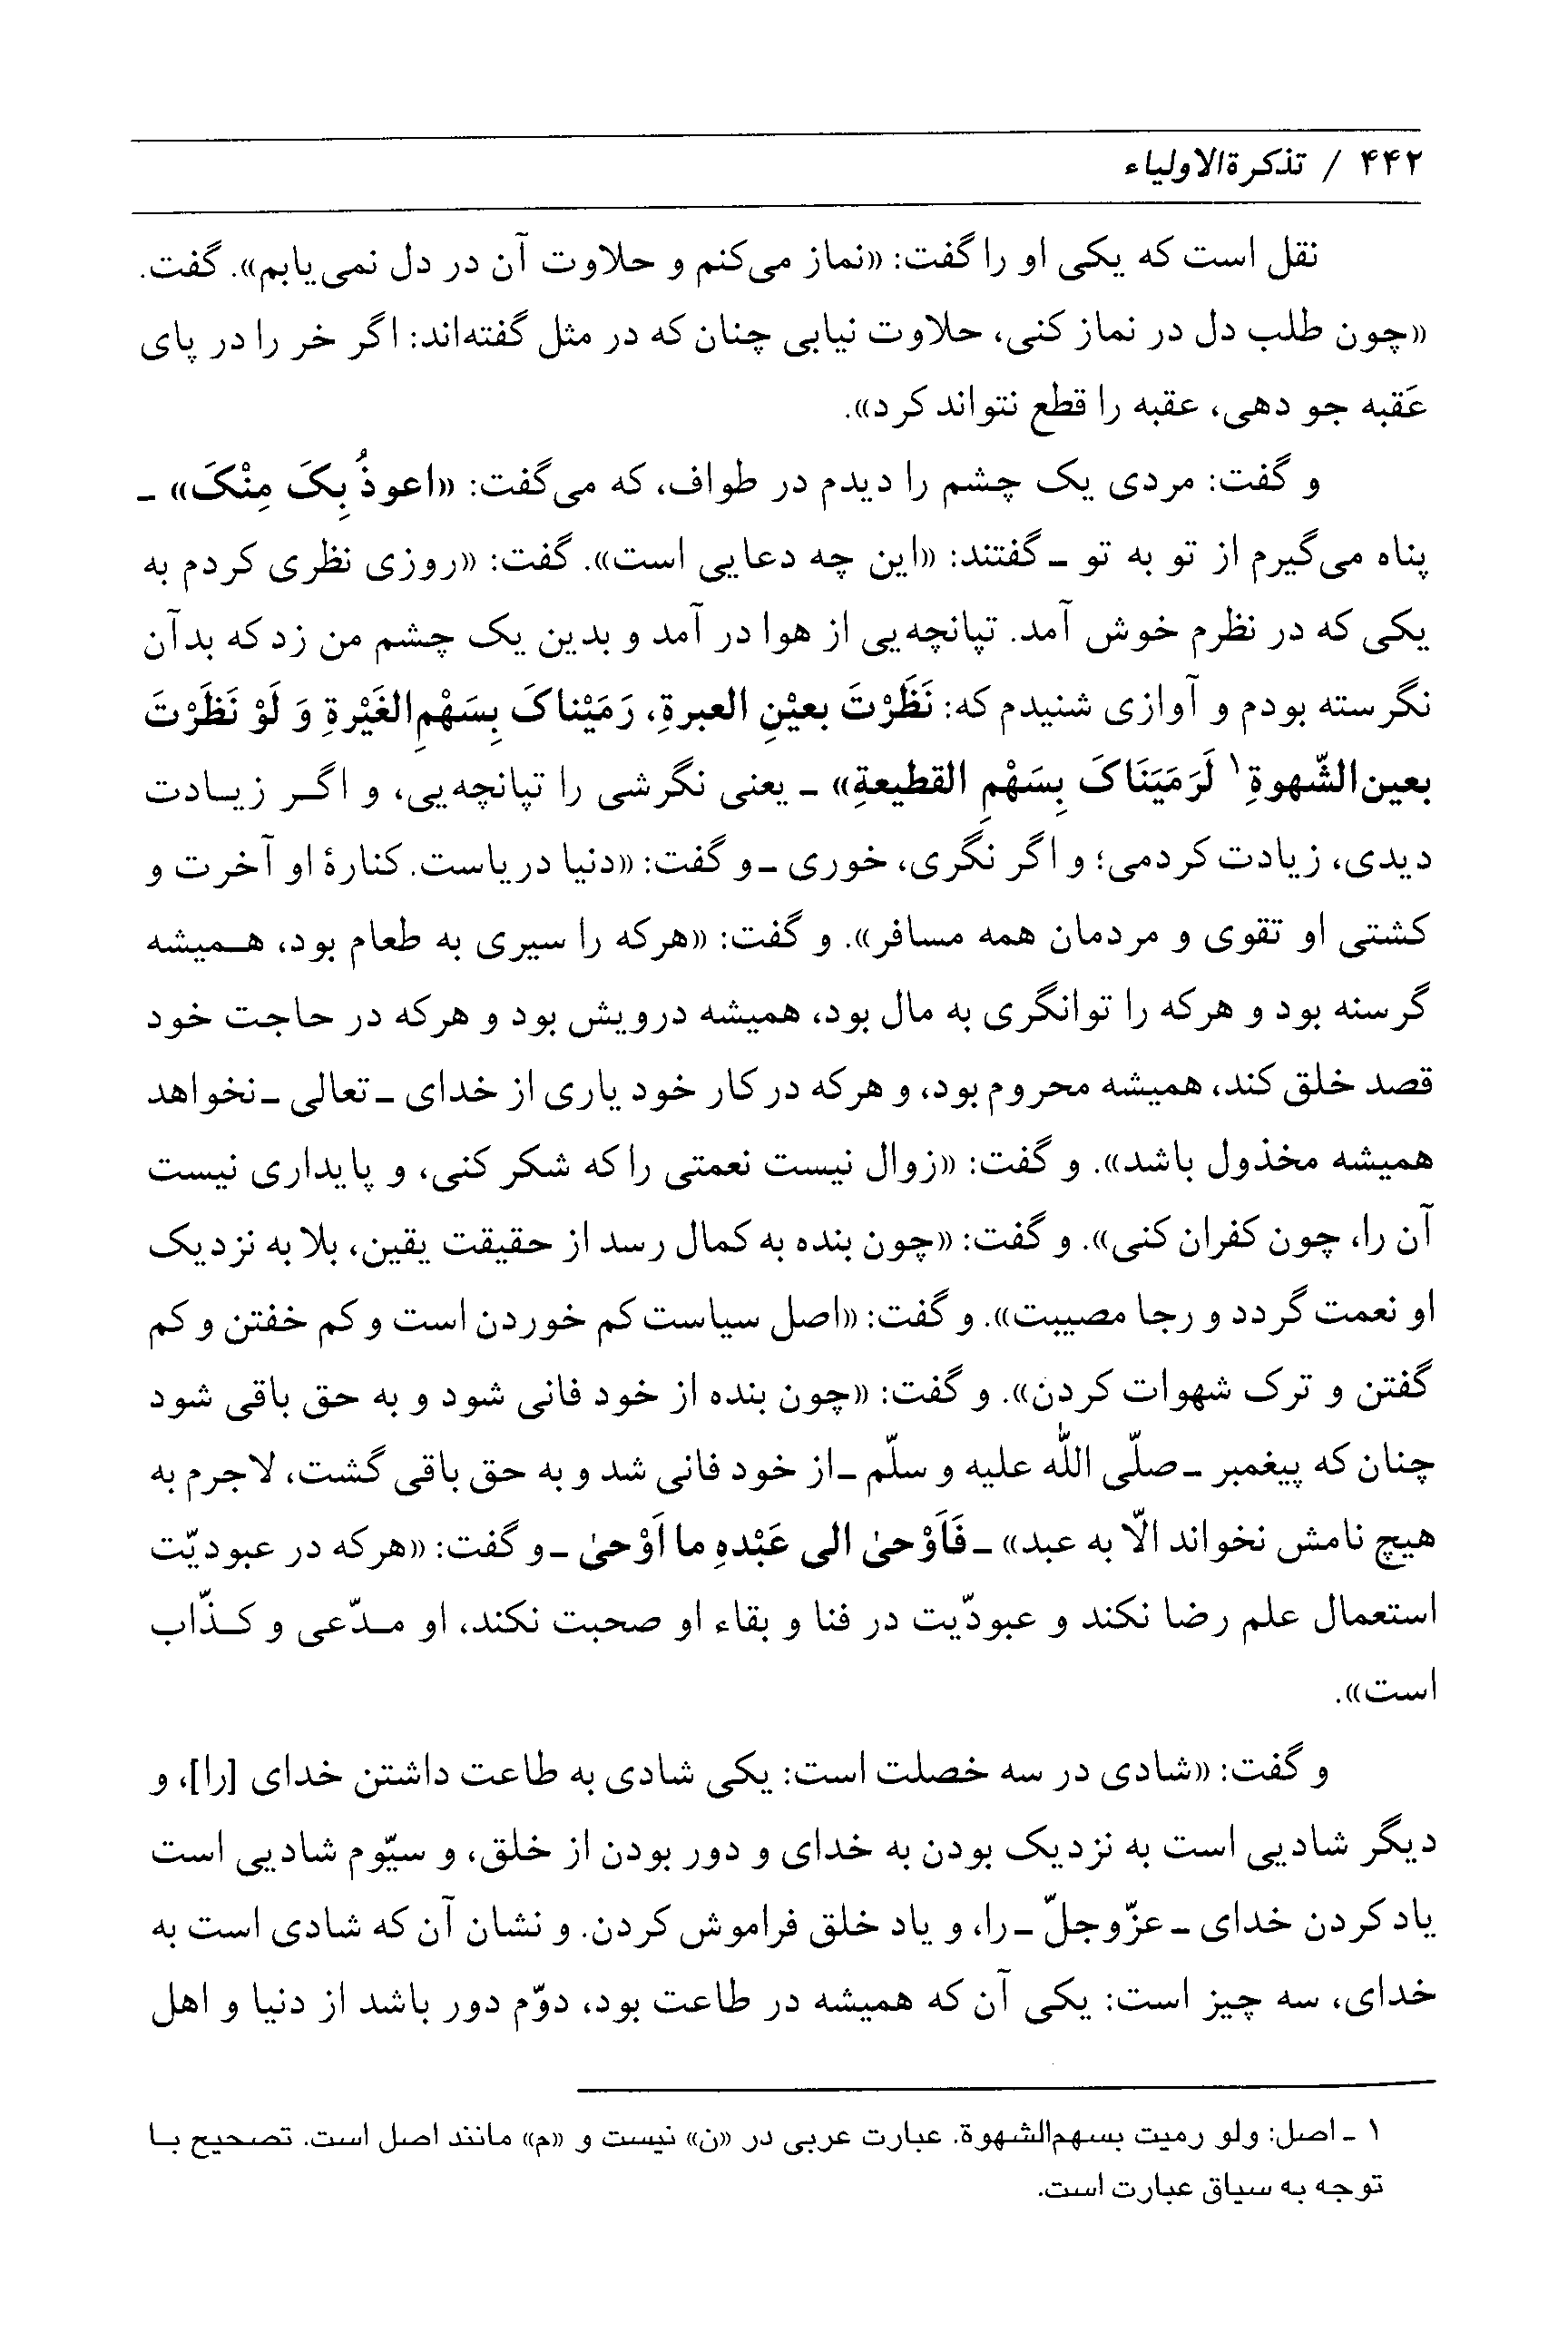 ۴۴۲ / تذکرةالاولیاء
نقل است که یکی او را گفت: «نماز می‌کنم و حلاوت آن در دل نمی‌یابم». گفت.
«چون طلب دل در نماز کنی، حلاوت نیابی چنان که در مثل گفته‌اند: اگر خر را در پای
عَقبه جو دهی، عقبه را قطع نتواند کرد».
و گفت: مردی یک چشم را دیدم در طواف، که می‌گفت: «اعوذُ بِکَ مِنْکَ» ـ
پناه می‌گیرم از تو به تو ـ گفتند: «این چه دعایی است». گفت: «روزی نظری کردم به
یکی که در نظرم خوش آمد. تپانچه‌یی از هوا در آمد و بدین یک چشم من زد که بدآن
نگرسته بودم و آوازی شنیدم که: نَظَرْتَ بعیْنِ العبرةِ، رَمَیْناکَ بِسَهْمِ‌الغَیْرةِ وَ لَوْ نَظَرْتَ
بعین‌الشّهوةِ۱ لَرَمَیَنَاکَ بِسَهْمِ القطیعةِ» ـ یعنی نگرشی را تپانچه‌یی، و اگر زیادت
دیدی، زیادت کردمی؛ و اگر نگری، خوری ـ و گفت: «دنیا دریاست. کنارهٔ او آخرت و
کشتی او تقوی و مردمان همه مسافر». و گفت: «هرکه را سیری به طعام بود، همیشه
گرسنه بود و هرکه را توانگری به مال بود، همیشه درویش بود و هرکه در حاجت خود
قصد خلق کند، همیشه محروم بود، و هرکه در کار خود یاری از خدای ـ تعالی ـ نخواهد
همیشه مخذول باشد». و گفت: «زوال نیست نعمتی را که شکر کنی، و پایداری نیست
آن را، چون کفران کنی». و گفت: «چون بنده به کمال رسد از حقیقت یقین، بلا به نزدیک
او نعمت گردد و رجا مصیبت». و گفت: «اصل سیاست کم خوردن است و کم خفتن و کم
گفتن و ترک شهوات کردن». و گفت: «چون بنده از خود فانی شود و به حق باقی شود
چنان که پیغمبر ـ صلّی اللّٰه علیه و سلّم ـ از خود فانی شد و به حق باقی گشت، لاجرم به
هیچ نامش نخواند الاّ به عبد» ـ فَاَوْحیٰ الی عَبْدهِ ما اَوْحیٰ ـ و گفت: «هرکه در عبودیّت
استعمال علم رضا نکند و عبودّیت در فنا و بقاء او صحبت نکند، او مدّعی و کذّاب
است».
و گفت: «شادی در سه خصلت است: یکی شادی به طاعت داشتن خدای [را]، و
دیگر شادیی است به نزدیک بودن به خدای و دور بودن از خلق، و سیّوم شادیی است
یاد کردن خدای ـ عزّوجلّ ـ را، و یاد خلق فراموش کردن. و نشان آن که شادی است به
خدای، سه چیز است: یکی آن که همیشه در طاعت بود، دوّم دور باشد از دنیا و اهل
۱ ـ اصل: ولو رمیت بسهم‌الشهوة. عبارت عربی در «ن» نیست و «م» مانند اصل است. تصحیح با
توجه به سیاق عبارت است.